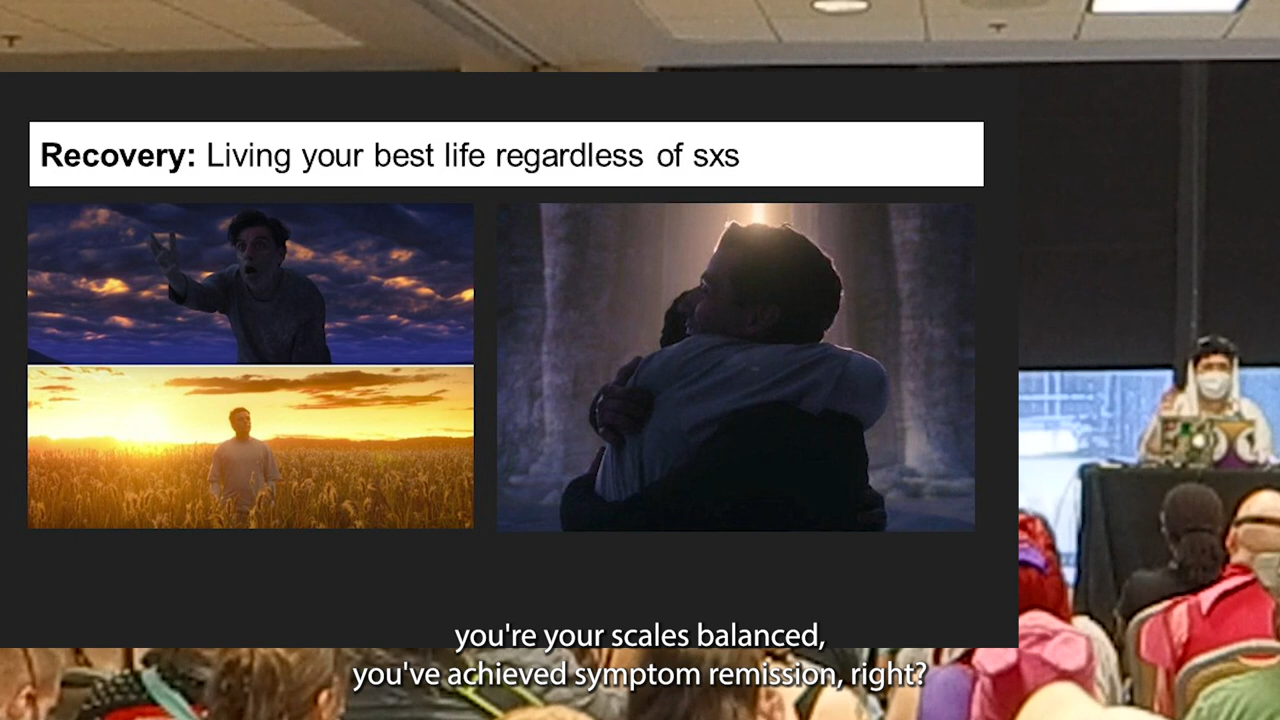 Recovery: Living your best life regardless of sxs
you're your scales balanced,
you've achieved symptom remission, right?